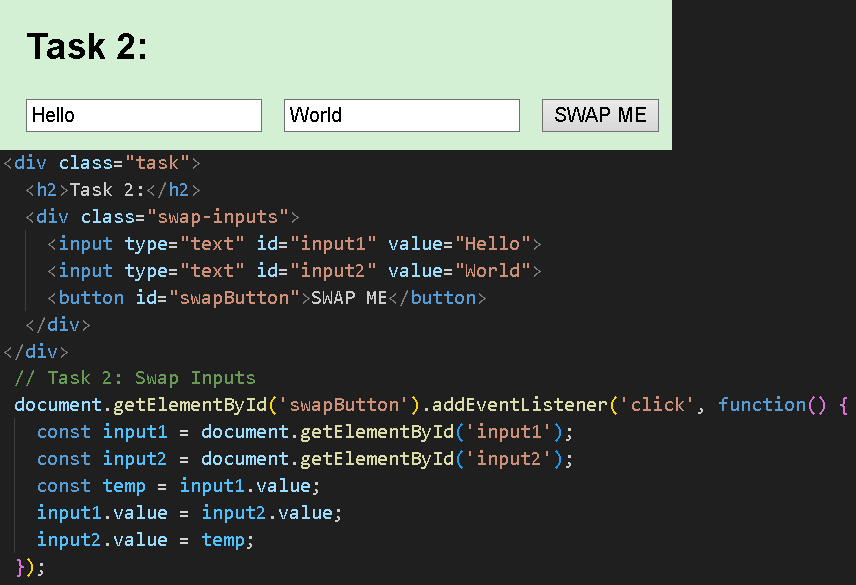 Task 2:
Hello World SWAP ME
<div class="task">
  <h2>Task 2:</h2>
  <div class="swap-inputs">
    <input type="text" id="input1" value="Hello">
    <input type="text" id="input2" value="World">
    <button id="swapButton">SWAP ME</button>
  </div>
</div>
// Task 2: Swap Inputs
document.getElementById('swapButton').addEventListener('click', function() {
  const input1 = document.getElementById('input1');
  const input2 = document.getElementById('input2');
  const temp = input1.value;
  input1.value = input2.value;
  input2.value = temp;
});